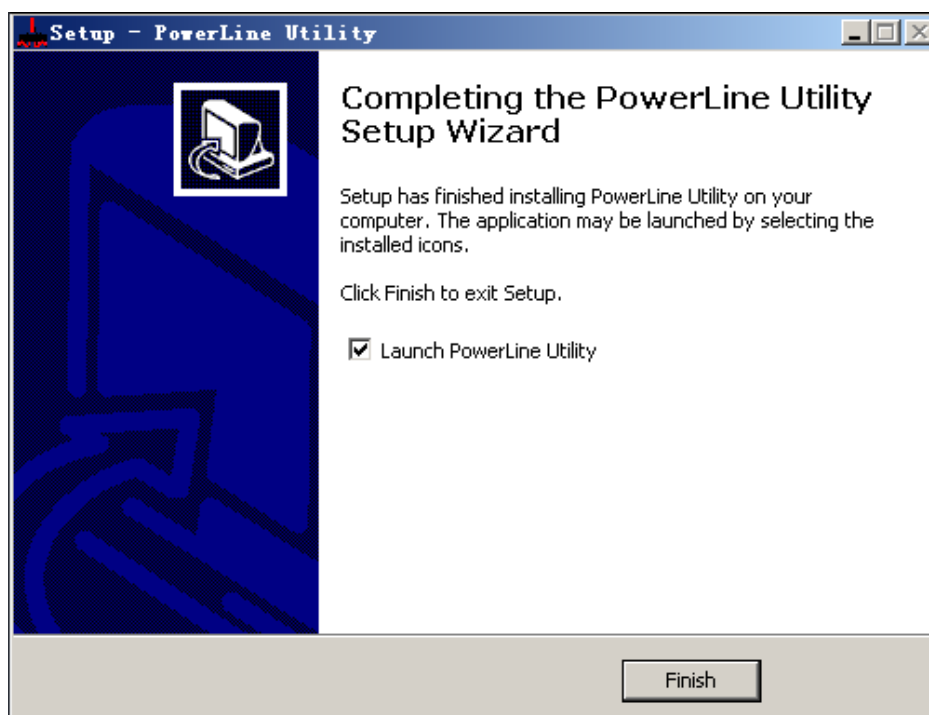 Setup - PowerLine Utility
Completing the PowerLine Utility
Setup Wizard
Setup has finished installing PowerLine Utility on your
computer. The application may be launched by selecting the
installed icons.
Click Finish to exit Setup.
Launch PowerLine Utility
Finish